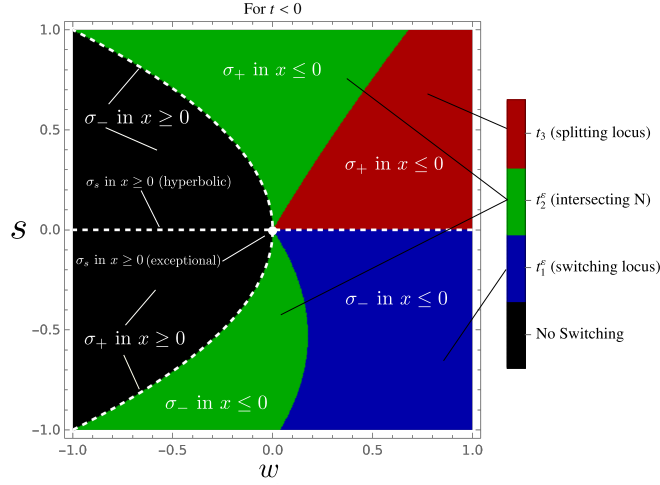 For t < 0
1.0
0.5
0.0
−0.5
−1.0
s
σ₊ in x ≤ 0
σ₋ in x ≥ 0
σₛ in x ≥ 0 (hyperbolic)
σ₊ in x ≤ 0
σₛ in x ≥ 0 (exceptional)
σ₋ in x ≤ 0
σ₊ in x ≥ 0
σ₋ in x ≤ 0
−1.0
−0.5
0.0
0.5
1.0
w
t₃ (splitting locus)
t₂^ε (intersecting N)
t₁^ε (switching locus)
No Switching